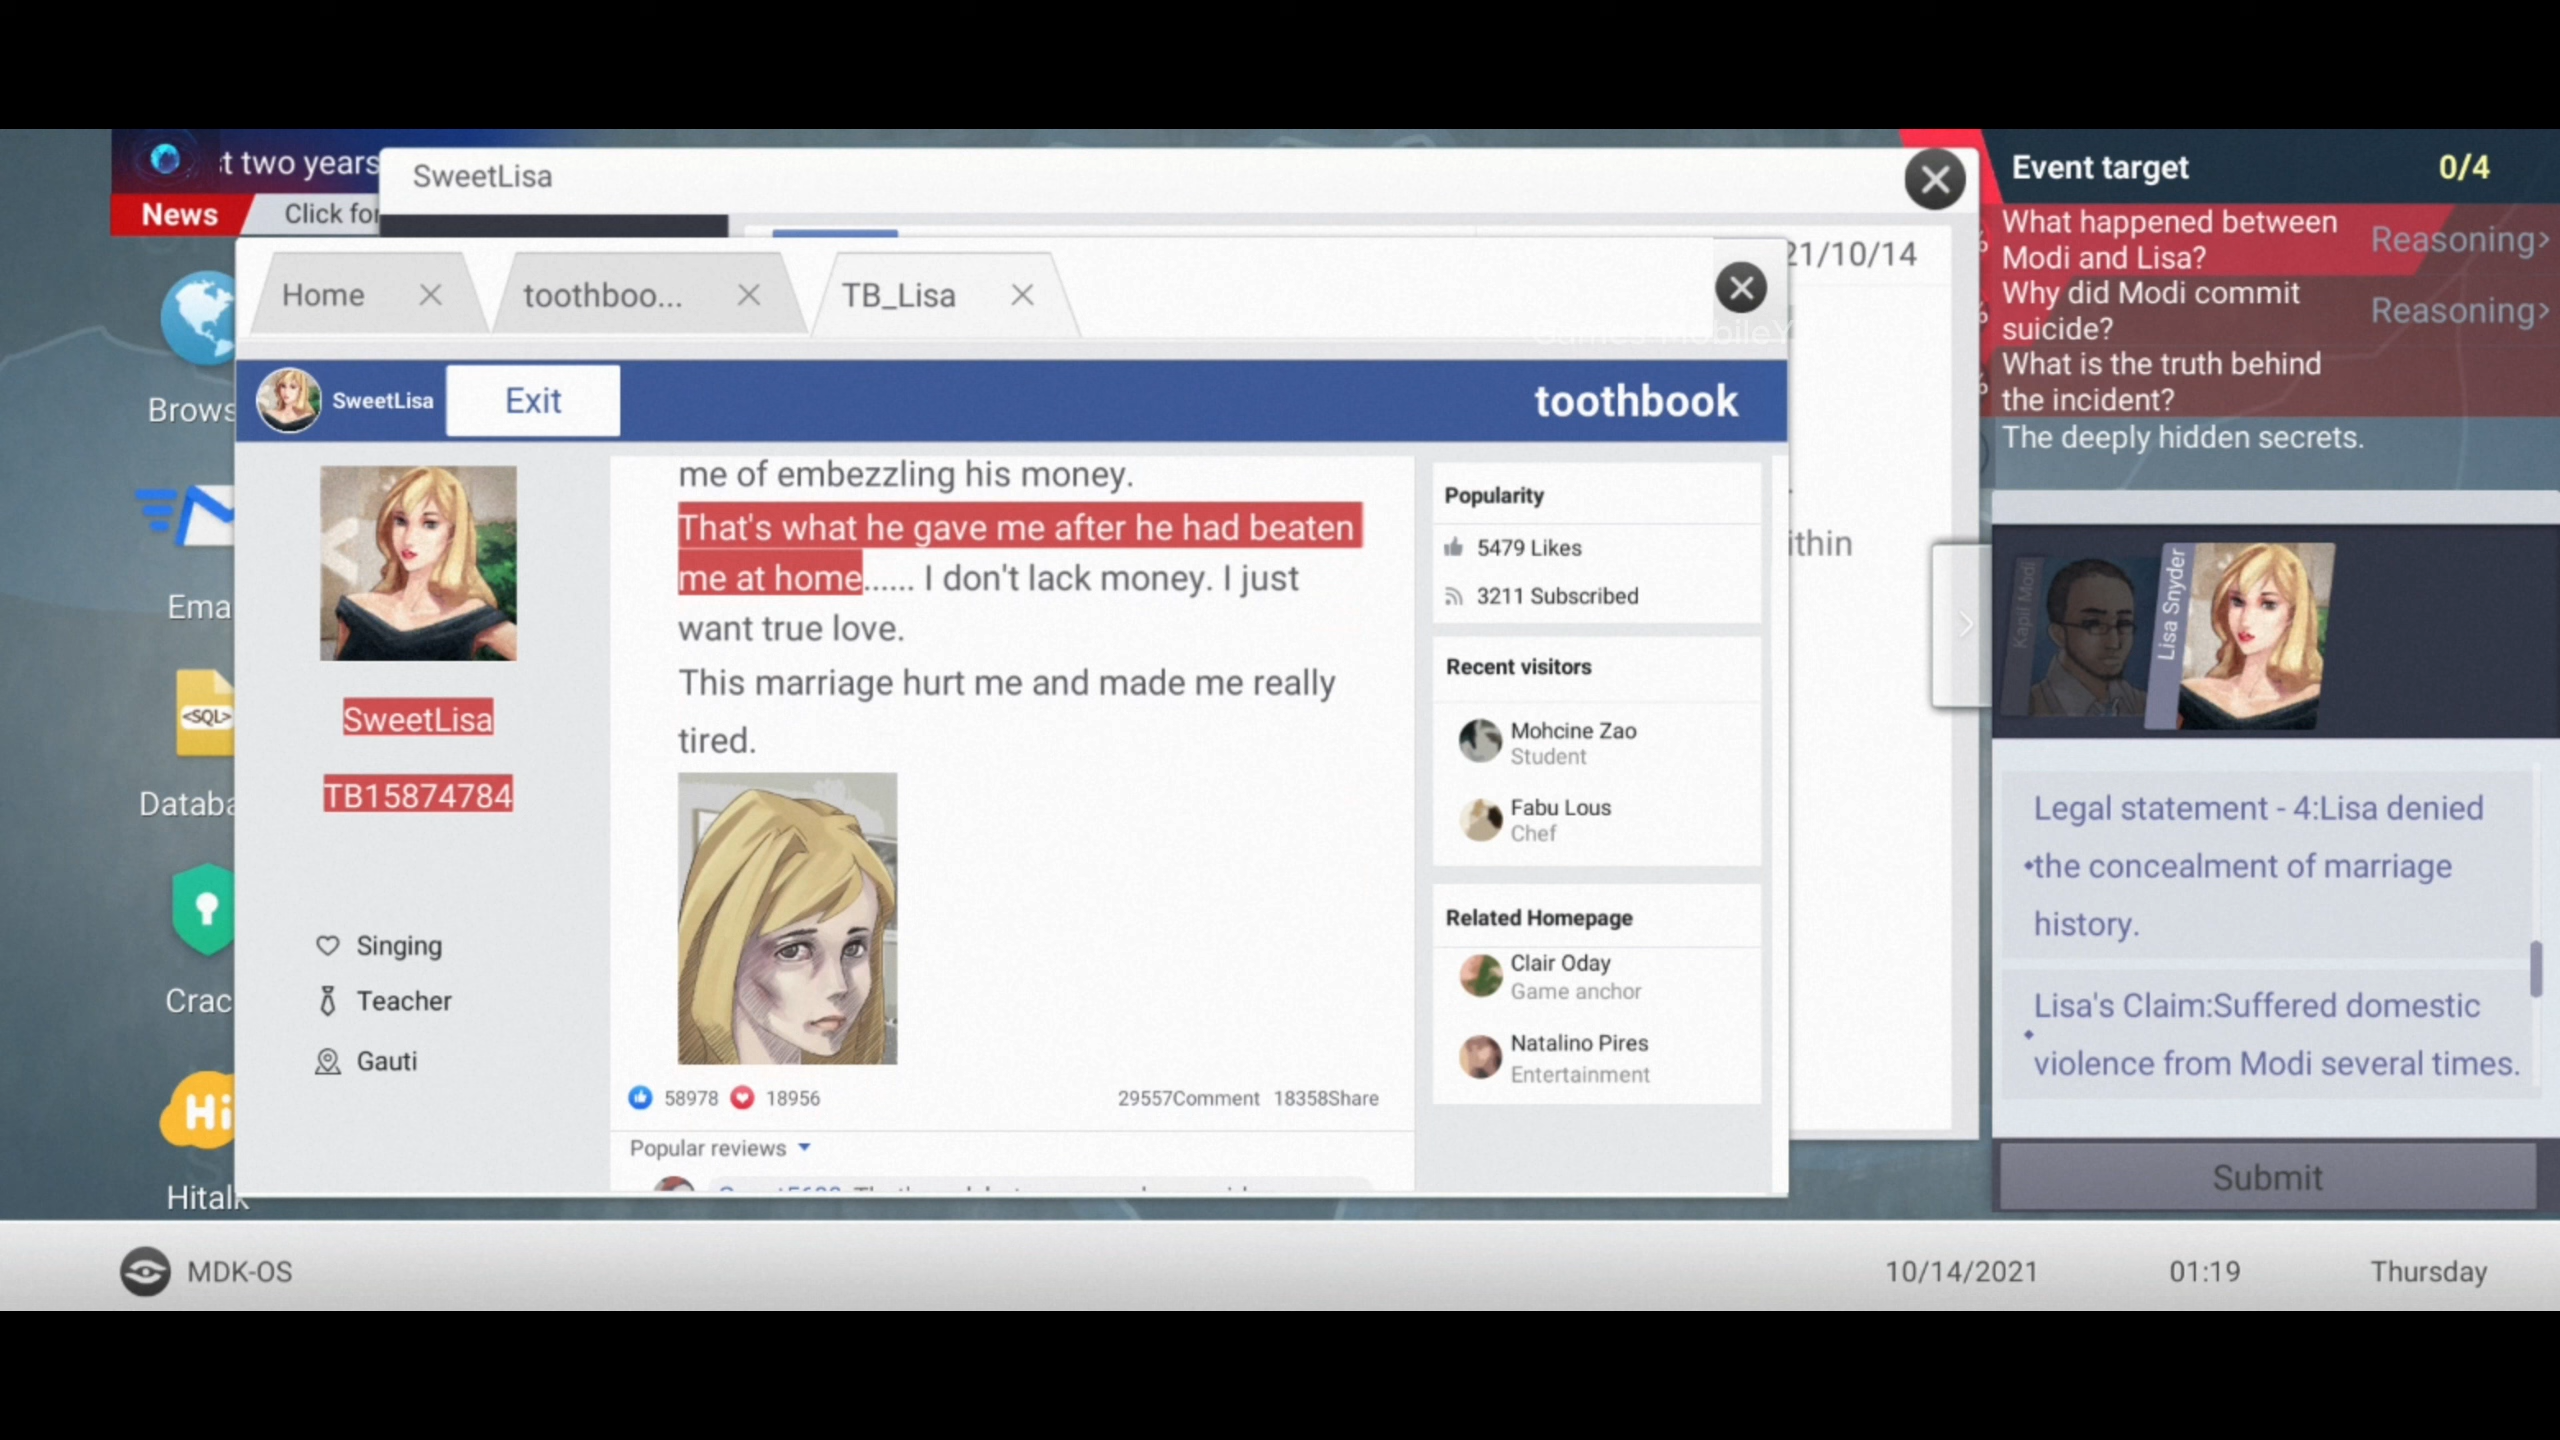 t two years
News
Click for
SweetLisa
21/10/14
Home
toothboo...
TB_Lisa
SweetLisa
Exit
toothbook
Brows
Ema
<SQL>
Databa
Crac
Hi
Hitalk
SweetLisa
TB15874784
Singing
Teacher
Gauti
me of embezzling his money.
That's what he gave me after he had beaten
me at home...... I don't lack money. I just
want true love.
This marriage hurt me and made me really
tired.
58978
18956
29557Comment
18358Share
Popular reviews
Popularity
5479 Likes
3211 Subscribed
Recent visitors
Mohcine Zao
Student
Fabu Lous
Chef
Related Homepage
Clair Oday
Game anchor
Natalino Pires
Entertainment
ithin
Event target
0/4
What happened between
Modi and Lisa?
Reasoning>
Why did Modi commit
suicide?
Reasoning>
What is the truth behind
the incident?
The deeply hidden secrets.
Kapil Modi
Lisa Snyder
Legal statement - 4:Lisa denied
the concealment of marriage
history.
Lisa's Claim:Suffered domestic
violence from Modi several times.
Submit
MDK-OS
10/14/2021
01:19
Thursday